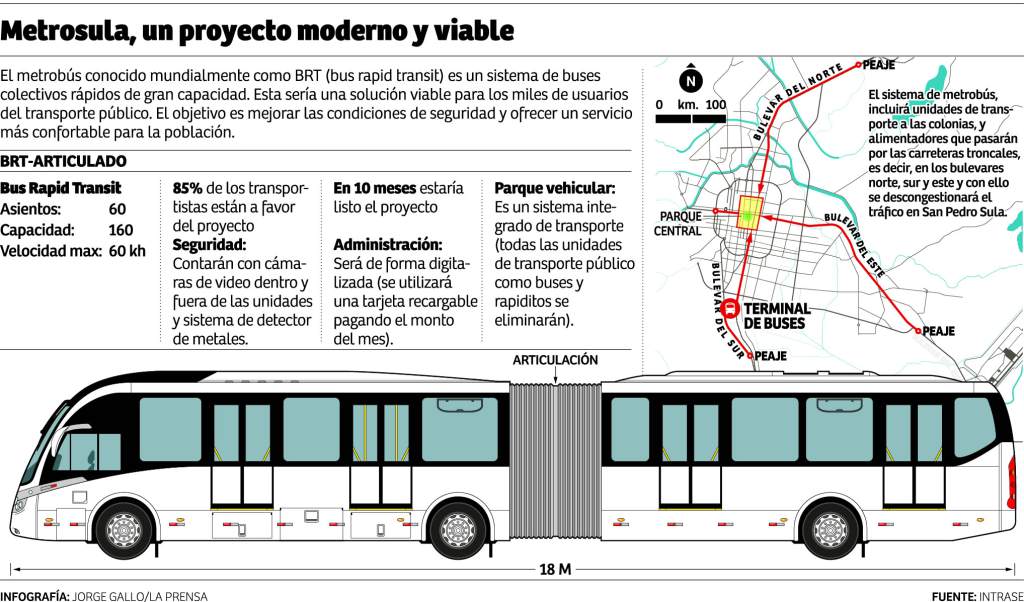 Metrosula, un proyecto moderno y viable
El metrobús conocido mundialmente como BRT (bus rapid transit) es un sistema de buses
colectivos rápidos de gran capacidad. Esta sería una solución viable para los miles de usuarios
del transporte público. El objetivo es mejorar las condiciones de seguridad y ofrecer un servicio
más confortable para la población.
BRT-ARTICULADO
Bus Rapid Transit
Asientos: 60
Capacidad: 160
Velocidad max: 60 kh
85% de los transpor-
tistas están a favor
del proyecto
Seguridad:
Contarán con cáma-
ras de video dentro y
fuera de las unidades
y sistema de detector
de metales.
En 10 meses estaría
listo el proyecto
Administración:
Será de forma digita-
lizada (se utilizará
una tarjeta recargable
pagando el monto
del mes).
Parque vehicular:
Es un sistema inte-
grado de transporte
(todas las unidades
de transporte público
como buses y
rapiditos se
eliminarán).
N
0 km. 100
BULEVAR DEL NORTE
PEAJE
El sistema de metrobús,
incluirá unidades de trans-
porte a las colonias, y
alimentadores que pasarán
por las carreteras troncales,
es decir, en los bulevares
norte, sur y este y con ello
se descongestionará el
tráfico en San Pedro Sula.
PARQUE
CENTRAL
BULEVAR DEL ESTE
BULEVAR DEL SUR
TERMINAL
DE BUSES
PEAJE
PEAJE
ARTICULACIÓN
18 M
INFOGRAFÍA: JORGE GALLO/LA PRENSA
FUENTE: INTRASE